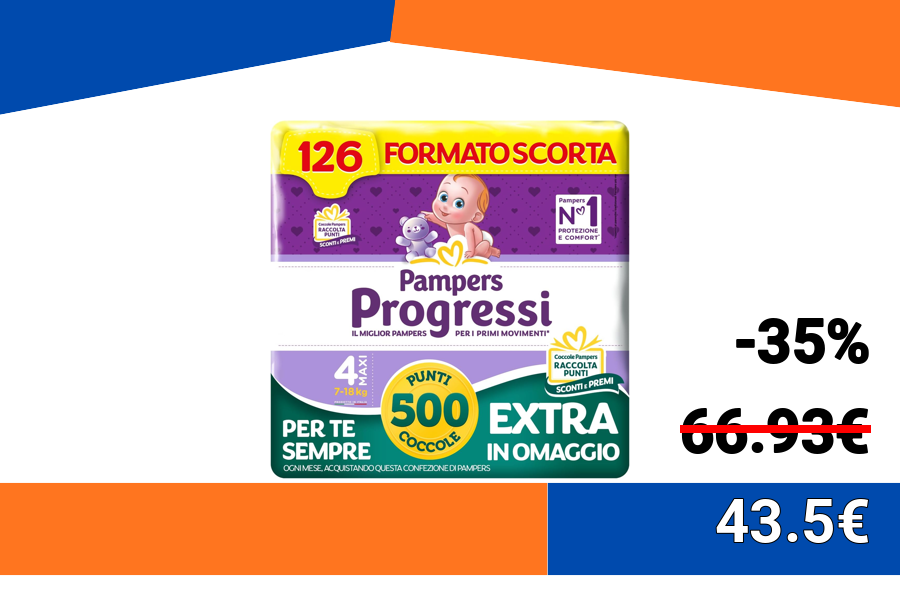 126 FORMATO SCORTA
Coccole Pampers
RACCOLTA
PUNTI
SCONTI E PREMI
Pampers
N°1
PROTEZIONE
E COMFORT*
Pampers
Progressi
IL MIGLIOR PAMPERS PER I PRIMI MOVIMENTI*
4 MAXI
7-18 kg
Coccole Pampers
RACCOLTA
PUNTI
SCONTI E PREMI
PUNTI
500
COCCOLE
PER TE
SEMPRE
EXTRA
IN OMAGGIO
OGNI MESE, ACQUISTANDO QUESTA CONFEZIONE DI PAMPERS
-35%
66.93€
43.5€